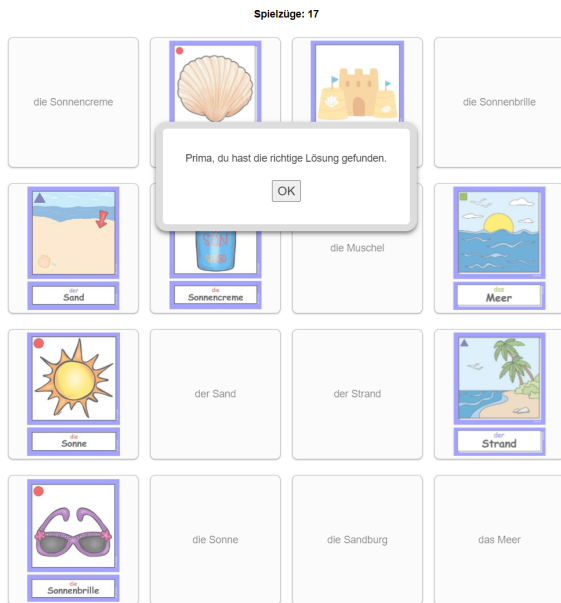 Spielzüge: 17
die Sonnencreme
die Sonnenbrille
Prima, du hast die richtige Lösung gefunden.
OK
der
Sand
SUN
die
Sonnencreme
die Muschel
das
Meer
die
Sonne
der Sand
der Strand
der
Strand
die
Sonnenbrille
die Sonne
die Sandburg
das Meer